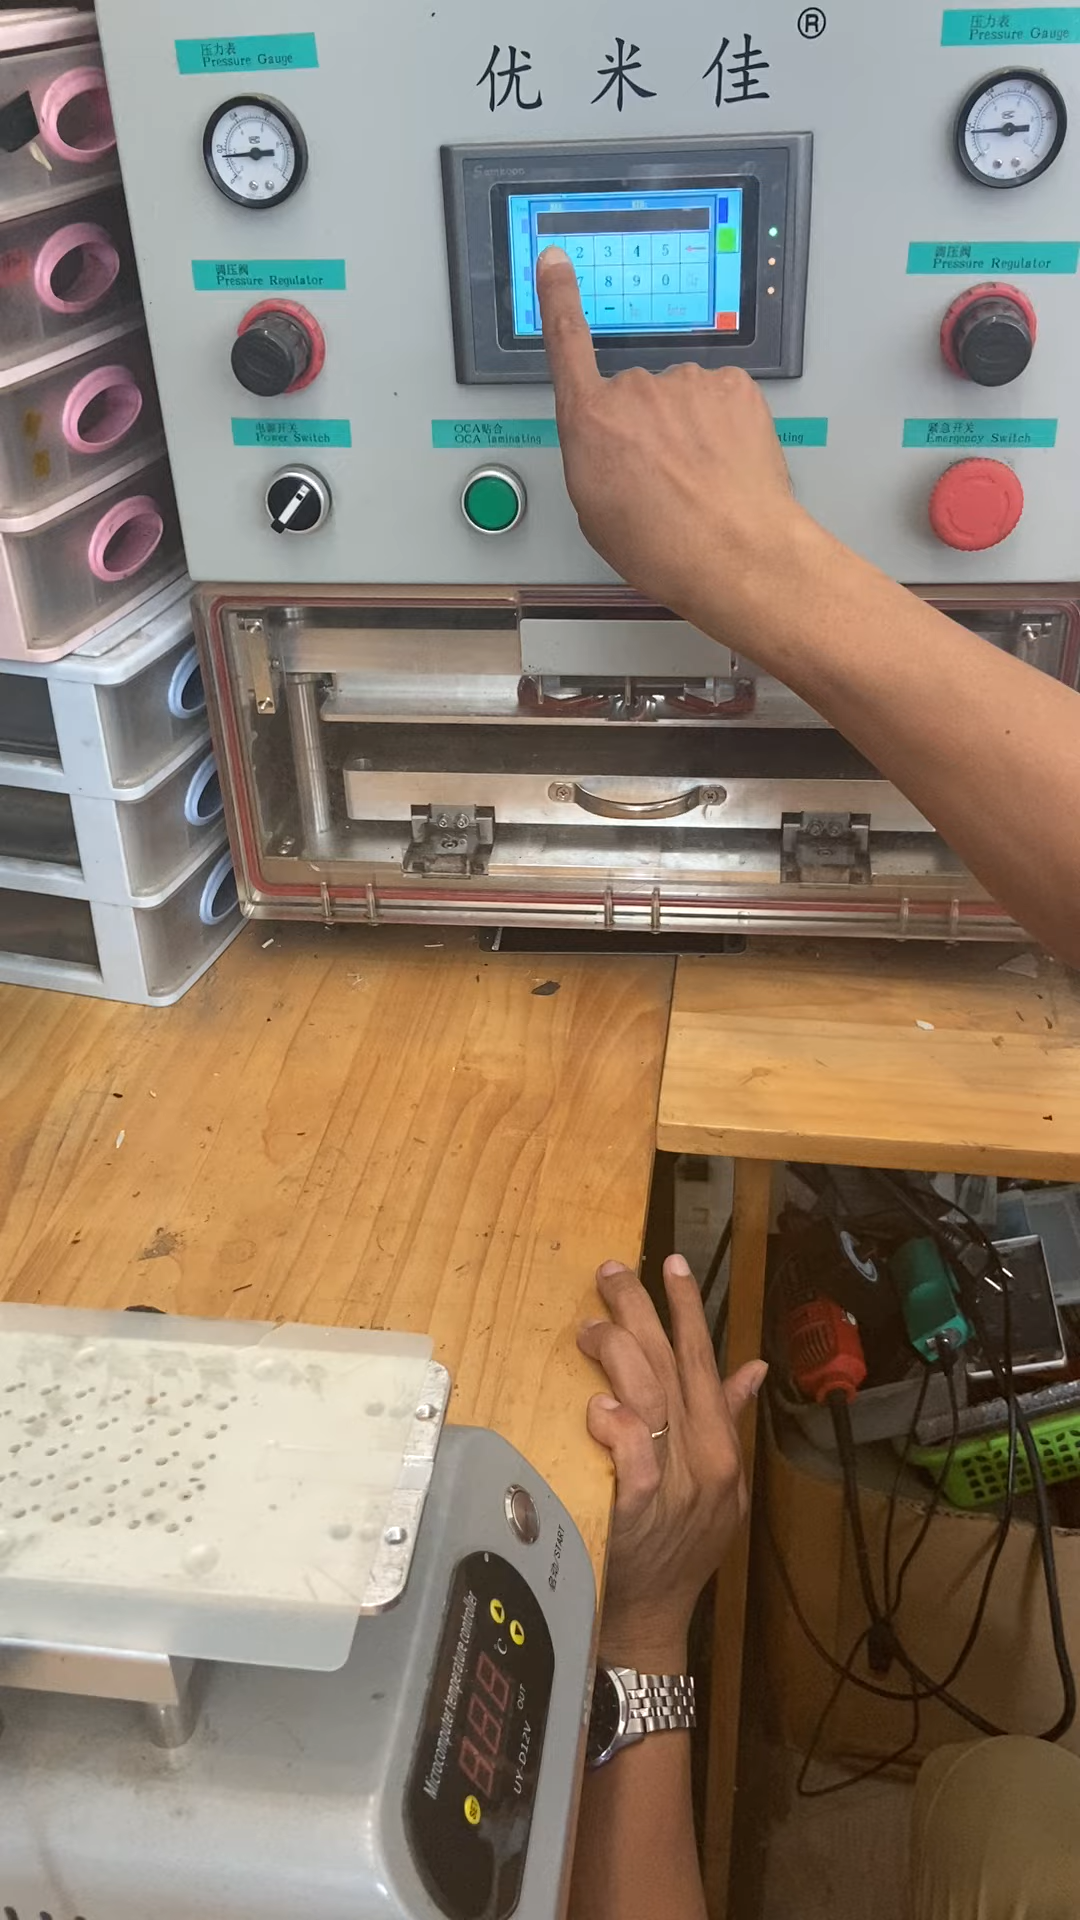 ®
优米佳
压力表
Pressure Gauge
压力表
Pressure Gauge
Samkoon
2 3 4 5
7 8 9 0
. -
调压阀
Pressure Regulator
调压阀
Pressure Regulator
电源开关
Power Switch
OCA贴合
OCA laminating
紧急开关
Emergency Switch
启动/START
Microcomputer temperature controller
°C
OUT
UY-D12V
SET